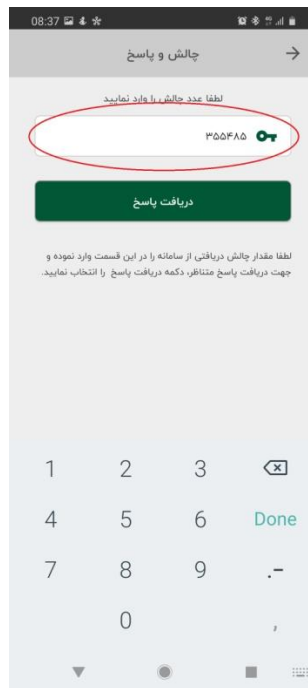 08:37
چالش و پاسخ
لطفا عدد چالش را وارد نمایید
۳۵۵۴۸۵
دریافت پاسخ
لطفا مقدار چالش دریافتی از سامانه را در این قسمت وارد نموده و
جهت دریافت پاسخ متناظر، دکمه دریافت پاسخ را انتخاب نمایید.
1 2 3
4 5 6 Done
7 8 9 .-
0 ,